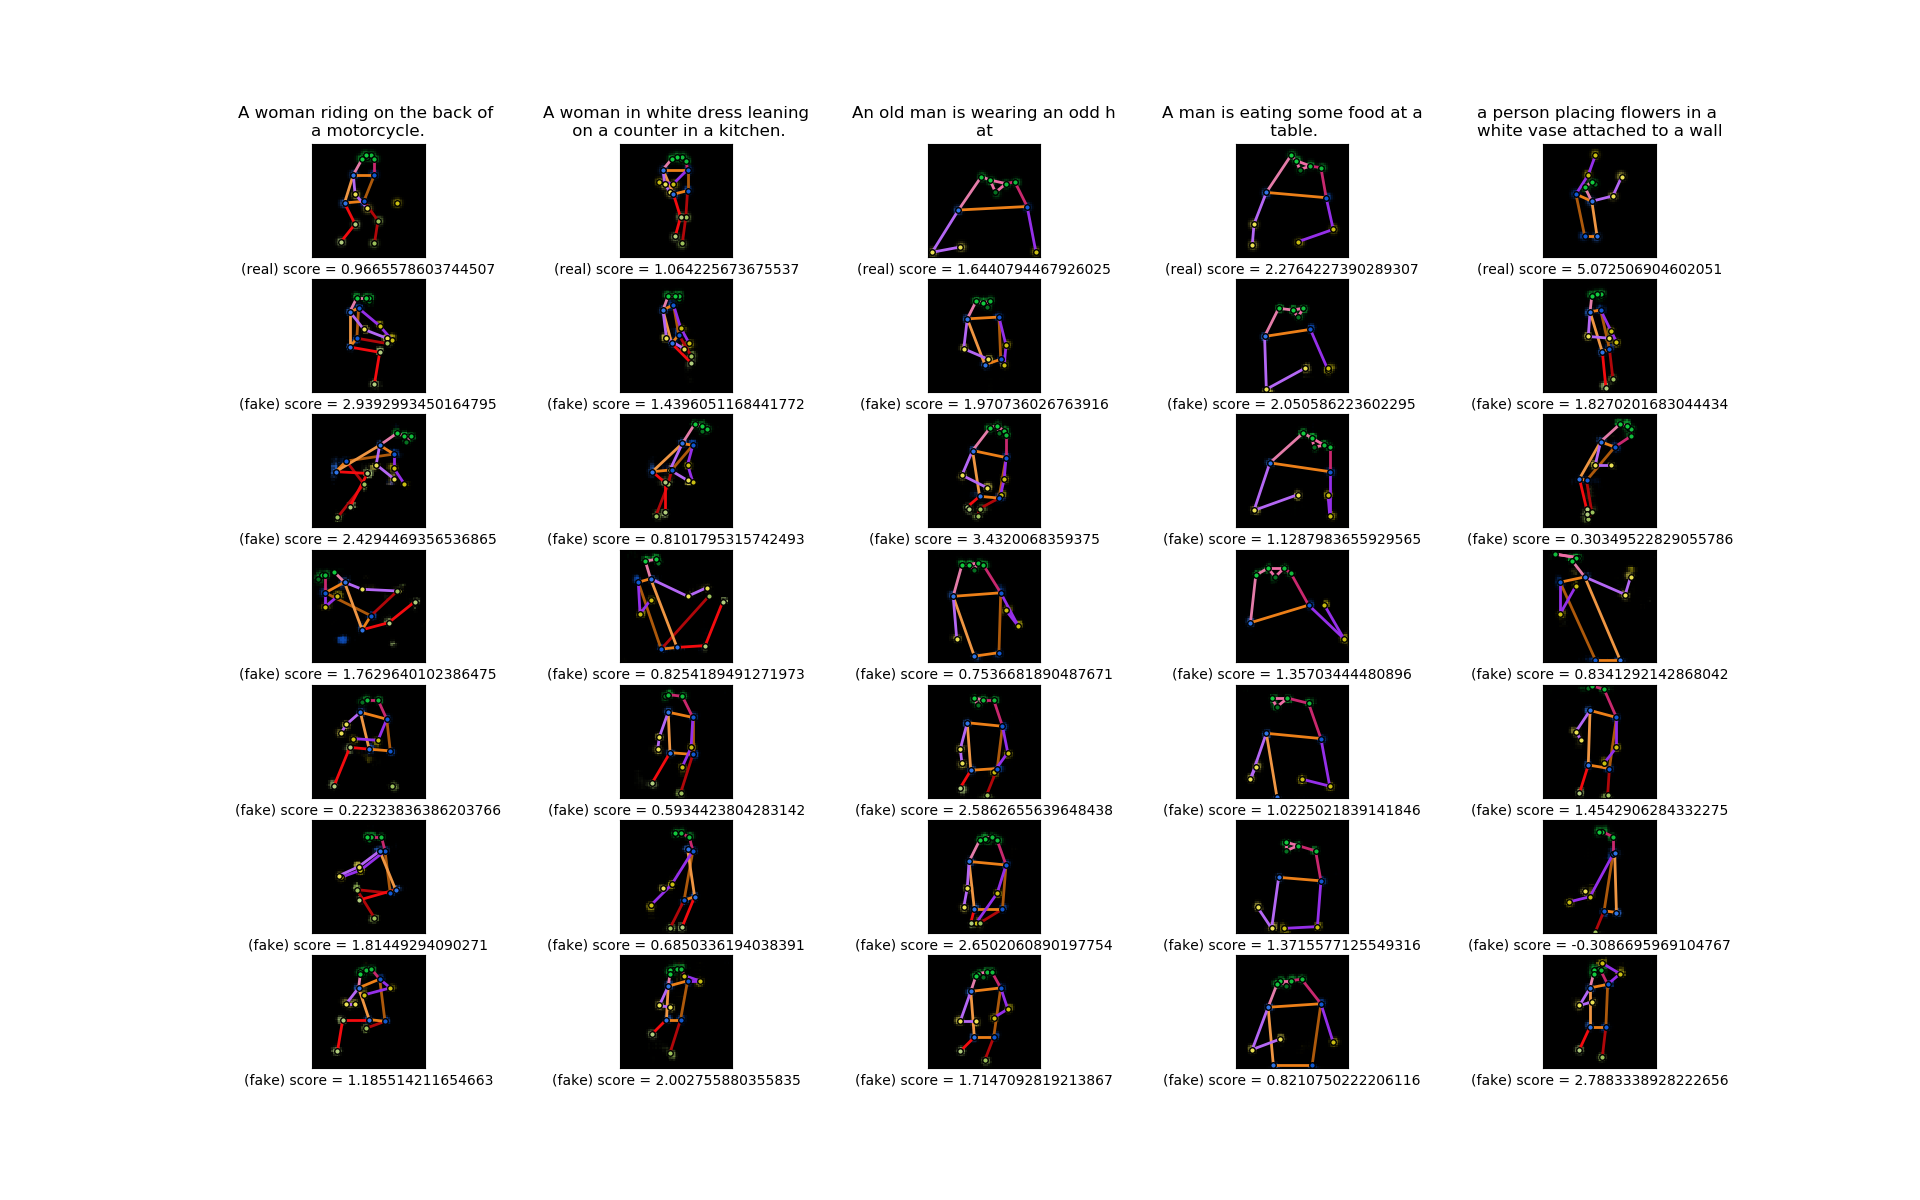 A woman riding on the back of
a motorcycle.
A woman in white dress leaning
on a counter in a kitchen.
An old man is wearing an odd h
at
A man is eating some food at a
table.
a person placing flowers in a
white vase attached to a wall
(real) score = 0.9665578603744507
(real) score = 1.064225673675537
(real) score = 1.6440794467926025
(real) score = 2.2764227390289307
(real) score = 5.072506904602051
(fake) score = 2.9392993450164795
(fake) score = 1.4396051168441772
(fake) score = 1.970736026763916
(fake) score = 2.050586223602295
(fake) score = 1.8270201683044434
(fake) score = 2.4294469356536865
(fake) score = 0.8101795315742493
(fake) score = 3.4320068359375
(fake) score = 1.1287983655929565
(fake) score = 0.30349522829055786
(fake) score = 1.7629640102386475
(fake) score = 0.8254189491271973
(fake) score = 0.7536681890487671
(fake) score = 1.35703444480896
(fake) score = 0.8341292142868042
(fake) score = 0.22323836386203766
(fake) score = 0.5934423804283142
(fake) score = 2.5862655639648438
(fake) score = 1.0225021839141846
(fake) score = 1.4542906284332275
(fake) score = 1.81449294090271
(fake) score = 0.6850336194038391
(fake) score = 2.6502060890197754
(fake) score = 1.3715577125549316
(fake) score = -0.3086695969104767
(fake) score = 1.185514211654663
(fake) score = 2.002755880355835
(fake) score = 1.7147092819213867
(fake) score = 0.8210750222206116
(fake) score = 2.7883338928222656